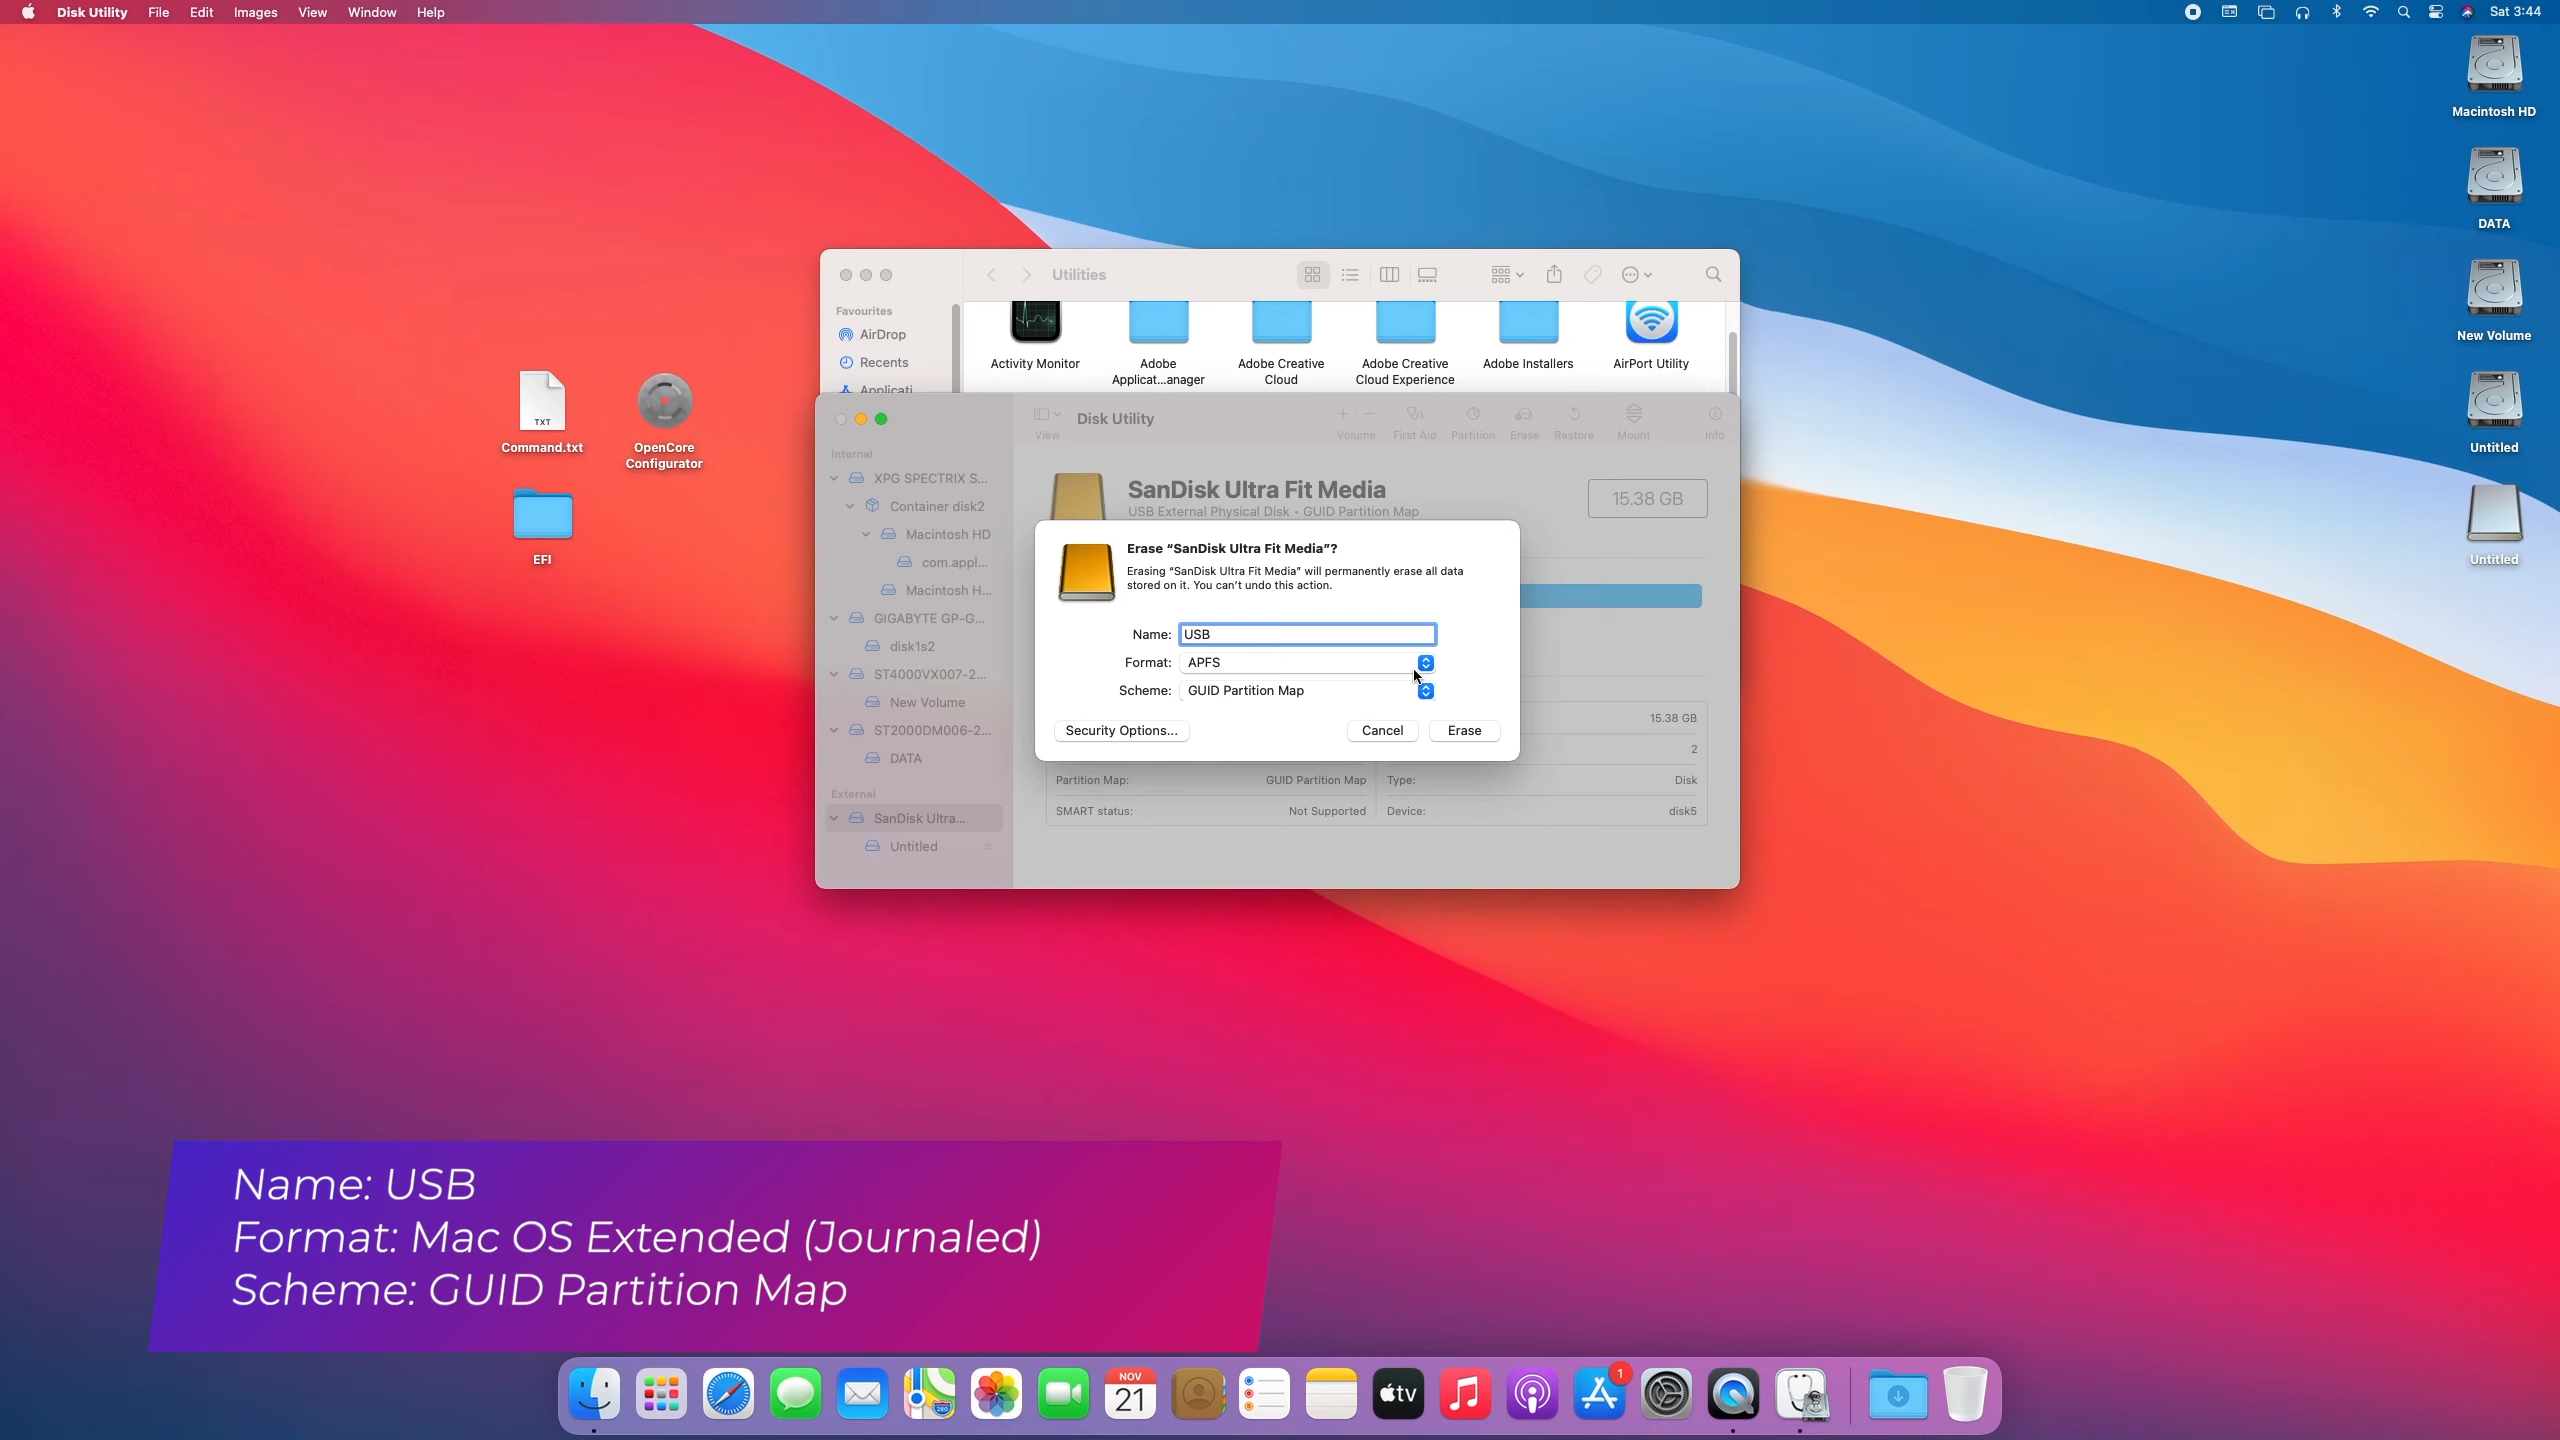 Disk Utility File Edit Images View Window Help
Sat 3:44
Macintosh HD
DATA
New Volume
Untitled
Untitled
TXT
Command.txt
OpenCore
Configurator
EFI
Utilities
Favourites
AirDrop
Recents
Applicati
Activity Monitor
Adobe
Applicat...anager
Adobe Creative
Cloud
Adobe Creative
Cloud Experience
Adobe Installers
AirPort Utility
Disk Utility
View
Volume
First Aid
Partition
Erase
Restore
Mount
Info
Internal
XPG SPECTRIX S...
Container disk2
Macintosh HD
com.appl...
Macintosh H...
GIGABYTE GP-G...
disk1s2
ST4000VX007-2...
New Volume
ST2000DM006-2...
DATA
External
SanDisk Ultra...
Untitled
SanDisk Ultra Fit Media
USB External Physical Disk • GUID Partition Map
15.38 GB
Erase “SanDisk Ultra Fit Media”?
Erasing “SanDisk Ultra Fit Media” will permanently erase all data
stored on it. You can’t undo this action.
Name: USB
Format: APFS
Scheme: GUID Partition Map
Security Options...
Cancel
Erase
15.38 GB
2
Partition Map: GUID Partition Map
Type: Disk
SMART status: Not Supported
Device: disk5
Name: USB
Format: Mac OS Extended (Journaled)
Scheme: GUID Partition Map
NOV
21
280
tv
1